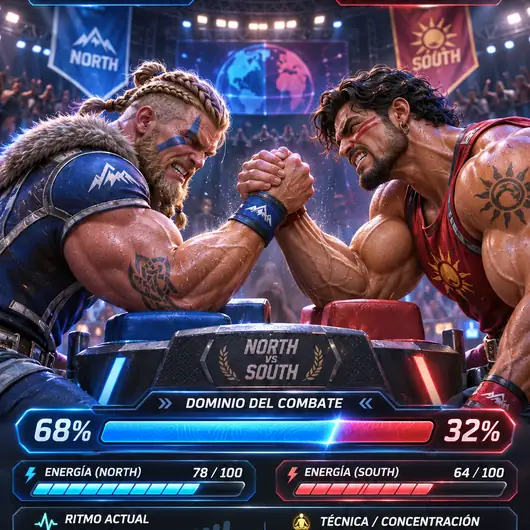 NORTH
SOUTH
NORTH
VS
SOUTH
DOMINIO DEL COMBATE
68%
32%
ENERGÍA (NORTH) 78 / 100
ENERGÍA (SOUTH) 64 / 100
RITMO ACTUAL
TÉCNICA / CONCENTRACIÓN